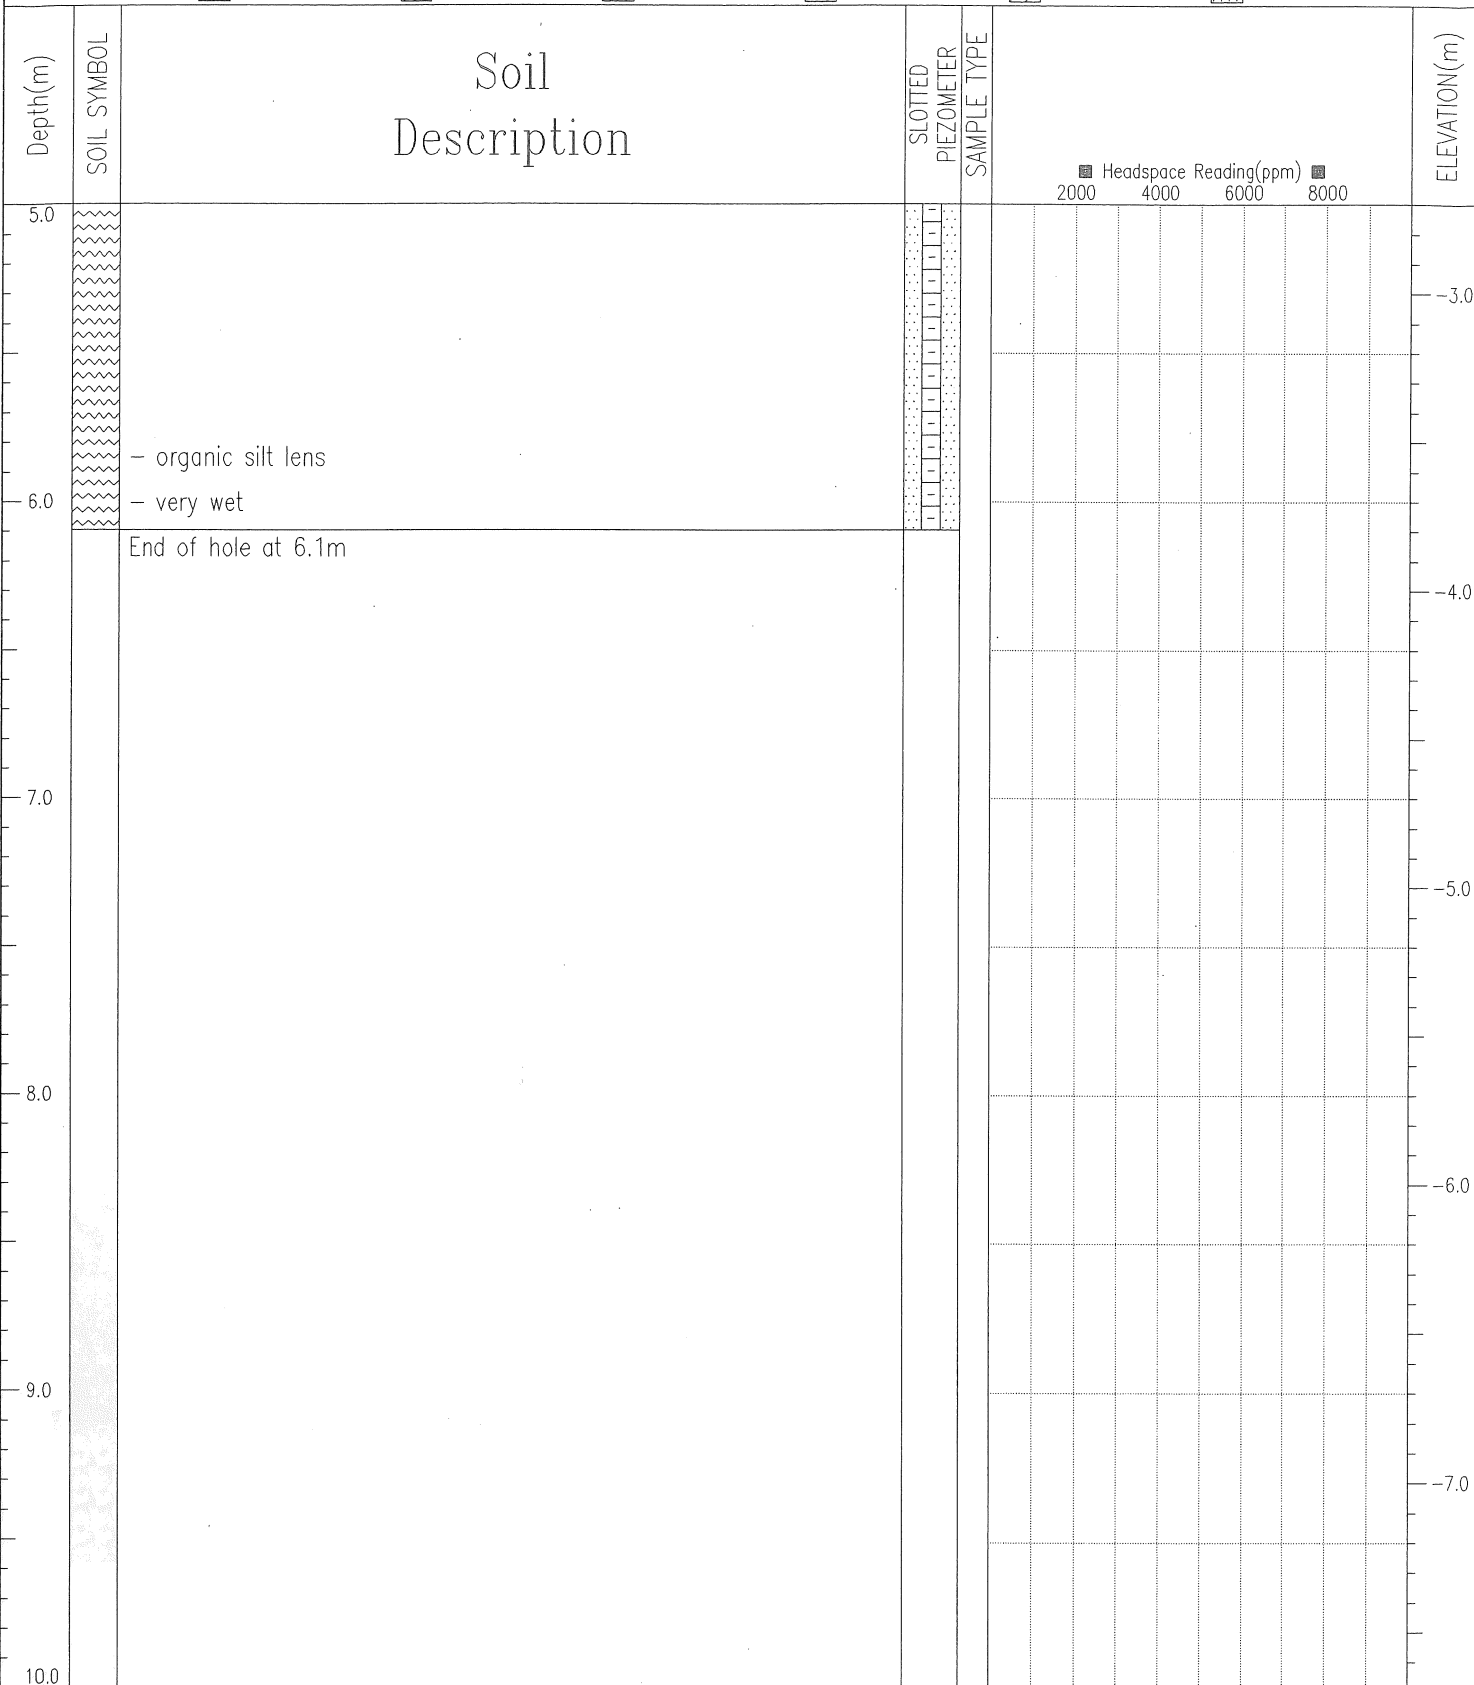 Depth(m)
SOIL SYMBOL
Soil
Description
SLOTTED
PIEZOMETER
SAMPLE TYPE
■ Headspace Reading(ppm) ■
2000 4000 6000 8000
ELEVATION(m)
5.0
-3.0
- organic silt lens
6.0
- very wet
End of hole at 6.1m
-4.0
7.0
-5.0
8.0
-6.0
9.0
-7.0
10.0